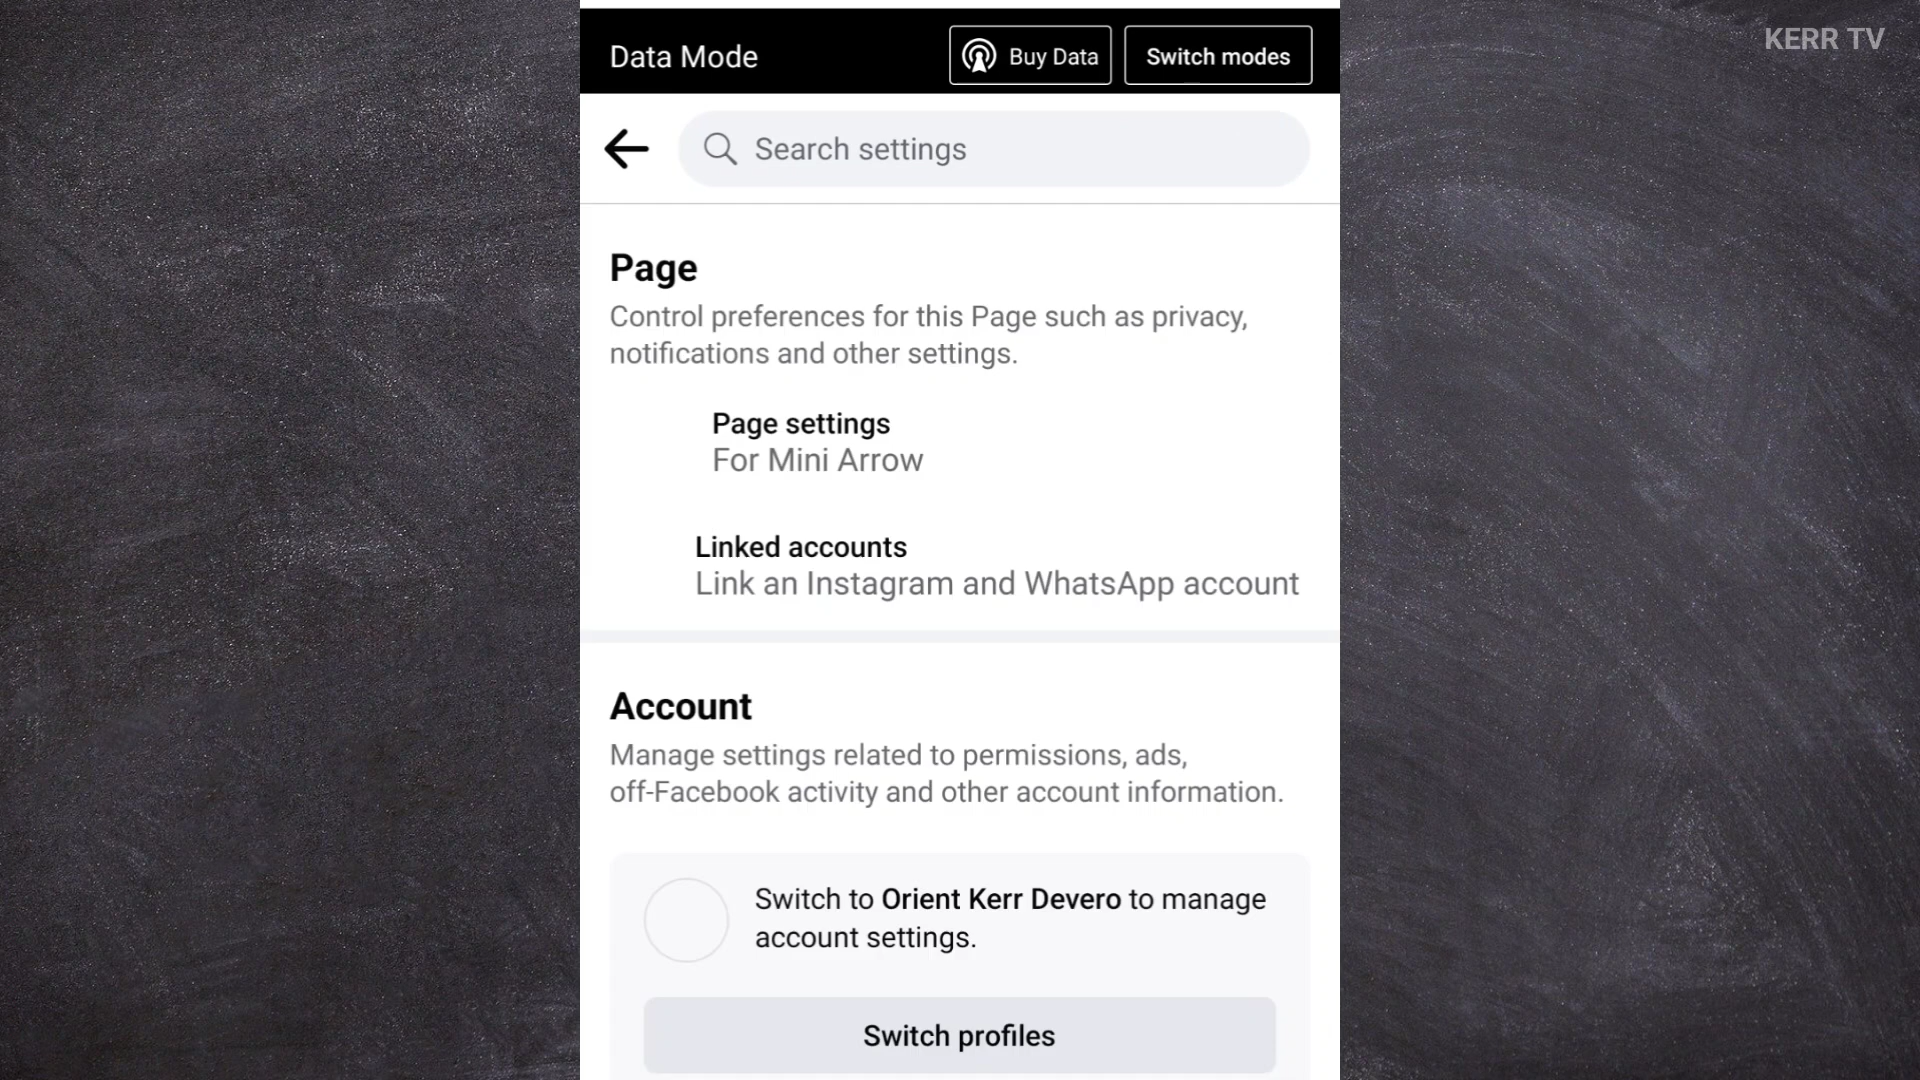 KERR TV
Data Mode
Buy Data
Switch modes
Search settings
Page
Control preferences for this Page such as privacy,
notifications and other settings.
Page settings
For Mini Arrow
Linked accounts
Link an Instagram and WhatsApp account
Account
Manage settings related to permissions, ads,
off-Facebook activity and other account information.
Switch to Orient Kerr Devero to manage
account settings.
Switch profiles